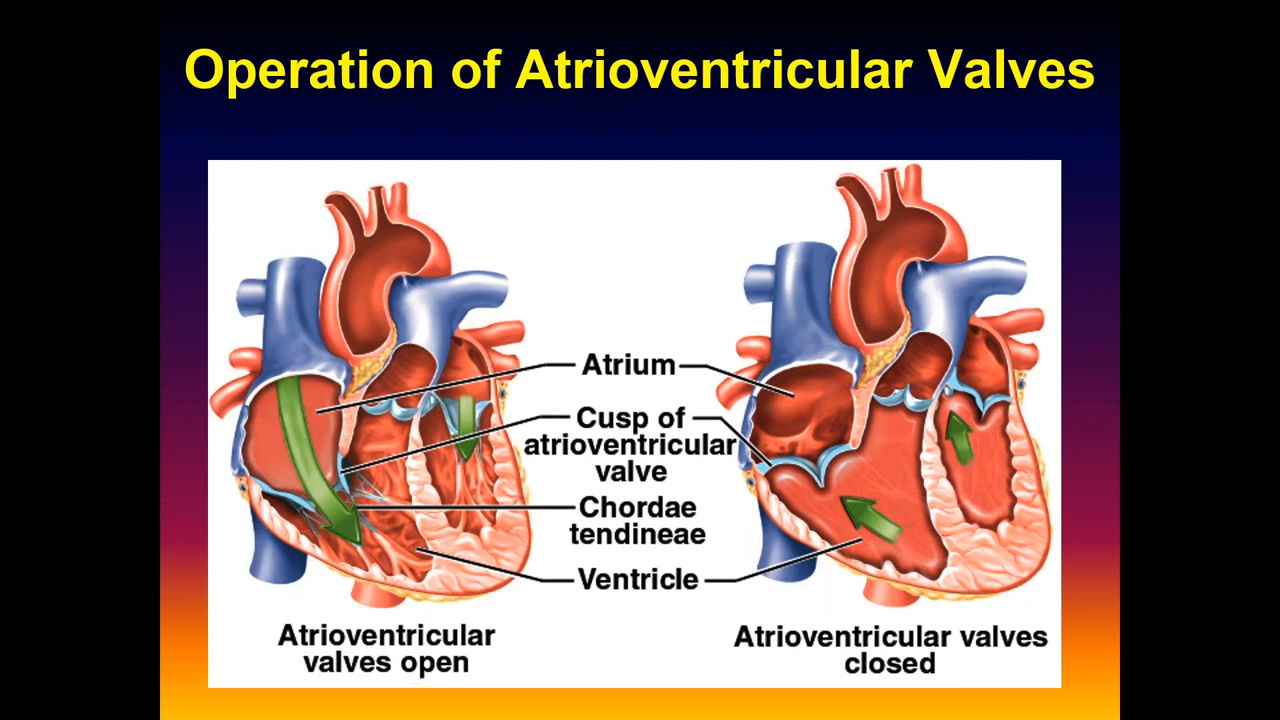 Operation of Atrioventricular Valves
Atrium
Cusp of
atrioventricular
valve
Chordae
tendineae
Ventricle
Atrioventricular
valves open
Atrioventricular valves
closed